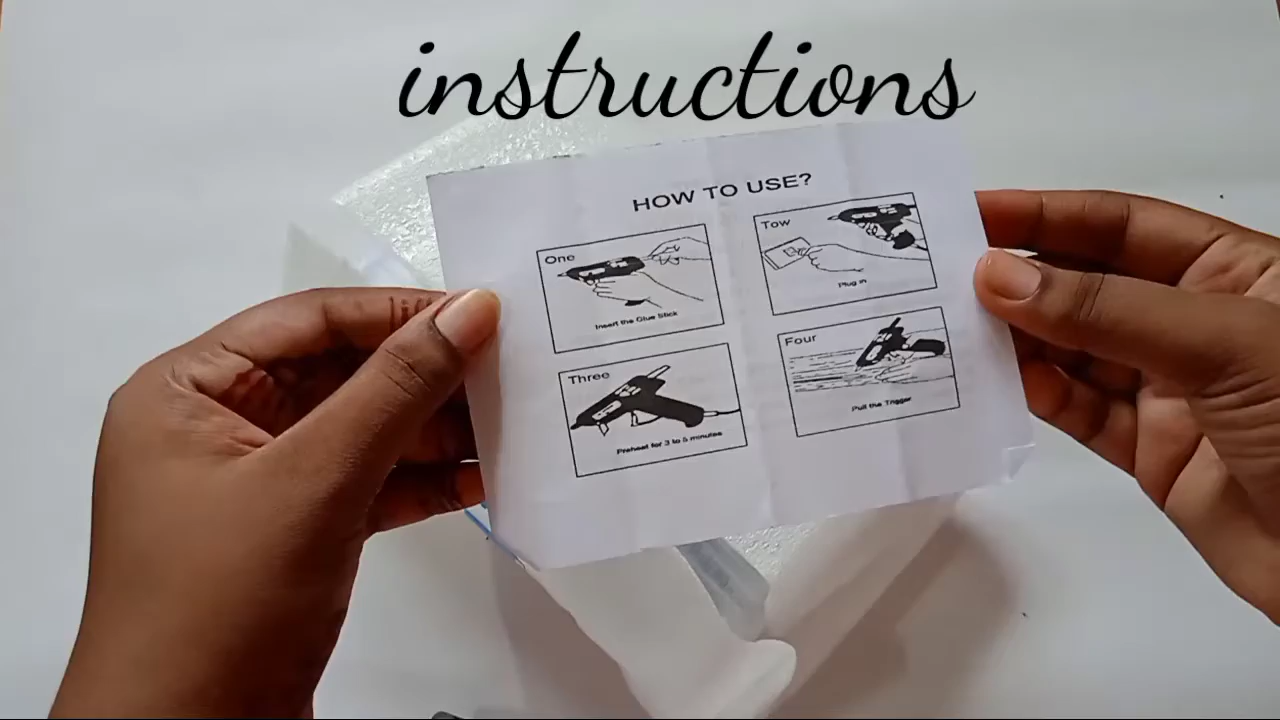 instructions
HOW TO USE?
One
Insert the Glue Stick
Tow
Plug in
Three
Preheat for 3 to 5 minutes
Four
Pull the Trigger